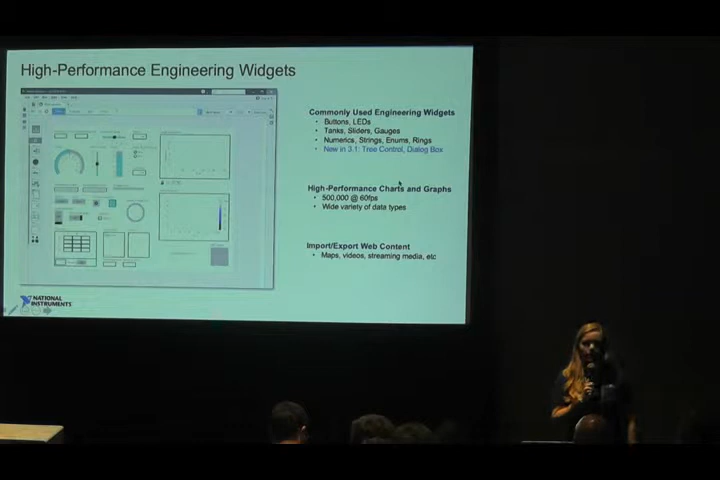 High-Performance Engineering Widgets
Commonly Used Engineering Widgets
• Buttons, LEDs
• Tanks, Sliders, Gauges
• Numerics, Strings, Enums, Rings
• New in 3.1: Tree Control, Dialog Box
High-Performance Charts and Graphs
• 500,000 @ 60fps
• Wide variety of data types
Import/Export Web Content
• Maps, videos, streaming media, etc
NATIONAL
INSTRUMENTS